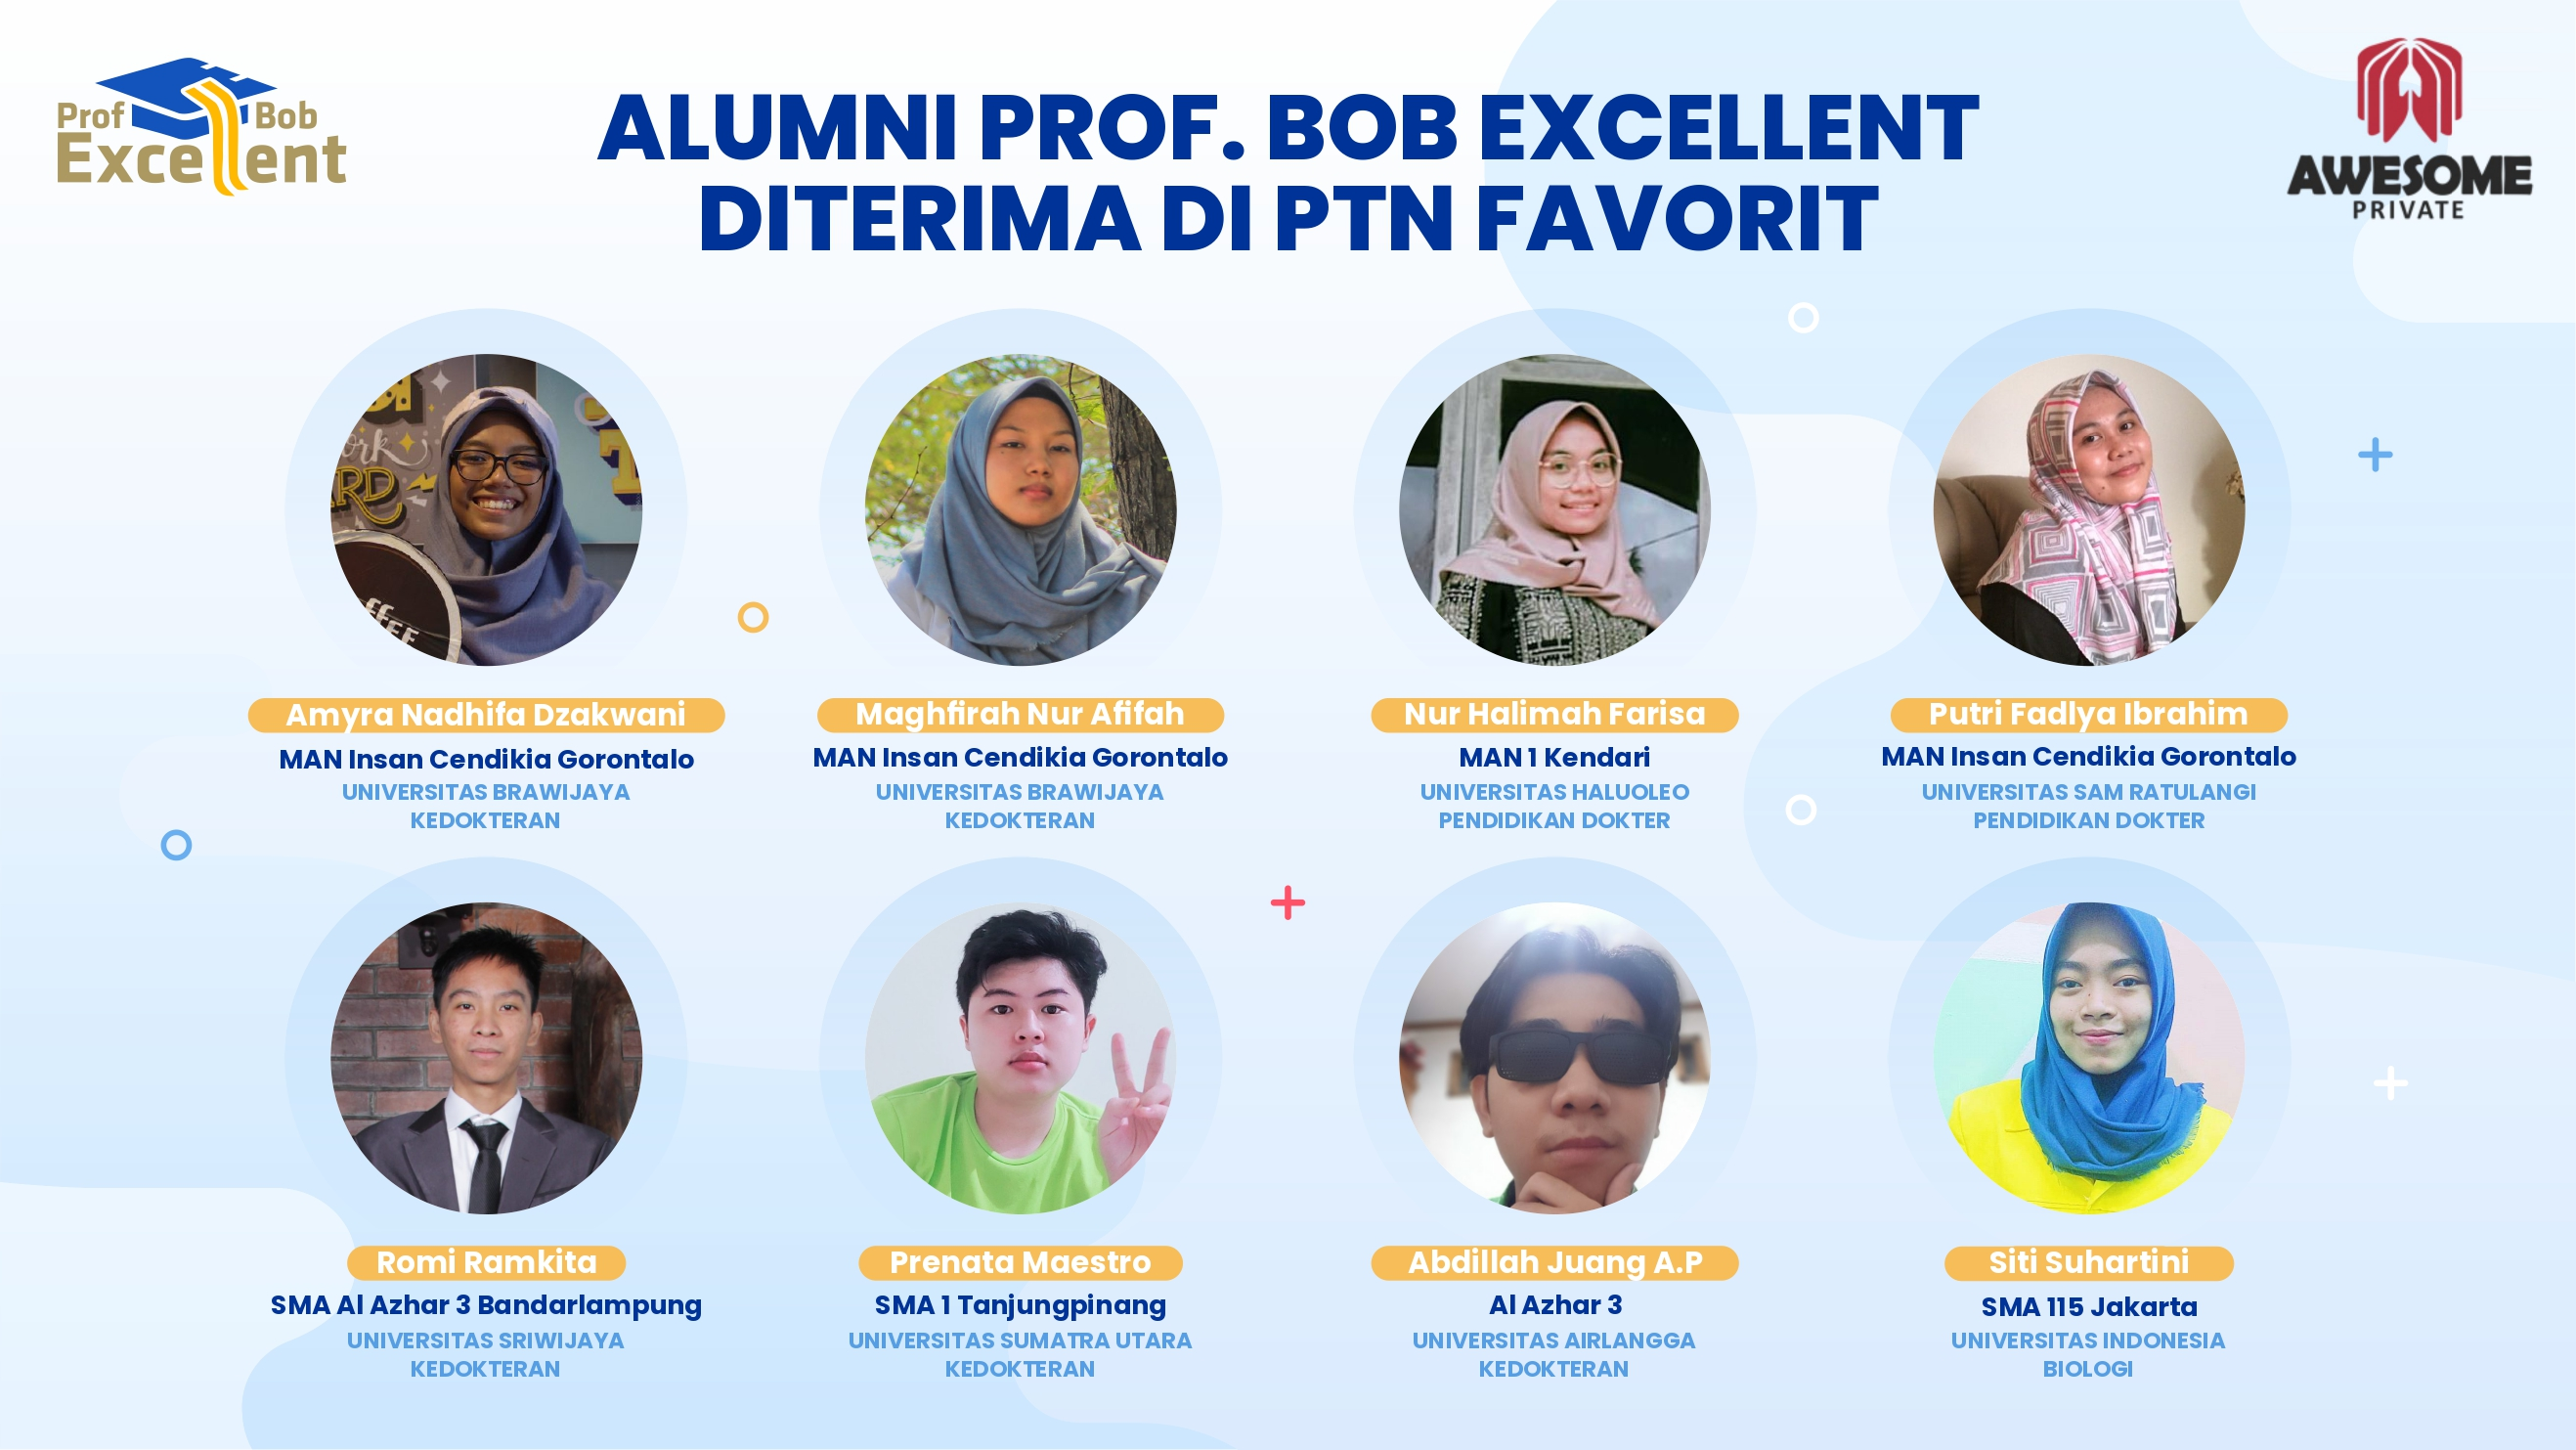 Prof Bob
Excellent
ALUMNI PROF. BOB EXCELLENT
DITERIMA DI PTN FAVORIT
AWESOME
PRIVATE
Amyra Nadhifa Dzakwani
MAN Insan Cendikia Gorontalo
UNIVERSITAS BRAWIJAYA
KEDOKTERAN
Maghfirah Nur Afifah
MAN Insan Cendikia Gorontalo
UNIVERSITAS BRAWIJAYA
KEDOKTERAN
Nur Halimah Farisa
MAN 1 Kendari
UNIVERSITAS HALUOLEO
PENDIDIKAN DOKTER
Putri Fadlya Ibrahim
MAN Insan Cendikia Gorontalo
UNIVERSITAS SAM RATULANGI
PENDIDIKAN DOKTER
Romi Ramkita
SMA Al Azhar 3 Bandarlampung
UNIVERSITAS SRIWIJAYA
KEDOKTERAN
Prenata Maestro
SMA 1 Tanjungpinang
UNIVERSITAS SUMATRA UTARA
KEDOKTERAN
Abdillah Juang A.P
Al Azhar 3
UNIVERSITAS AIRLANGGA
KEDOKTERAN
Siti Suhartini
SMA 115 Jakarta
UNIVERSITAS INDONESIA
BIOLOGI